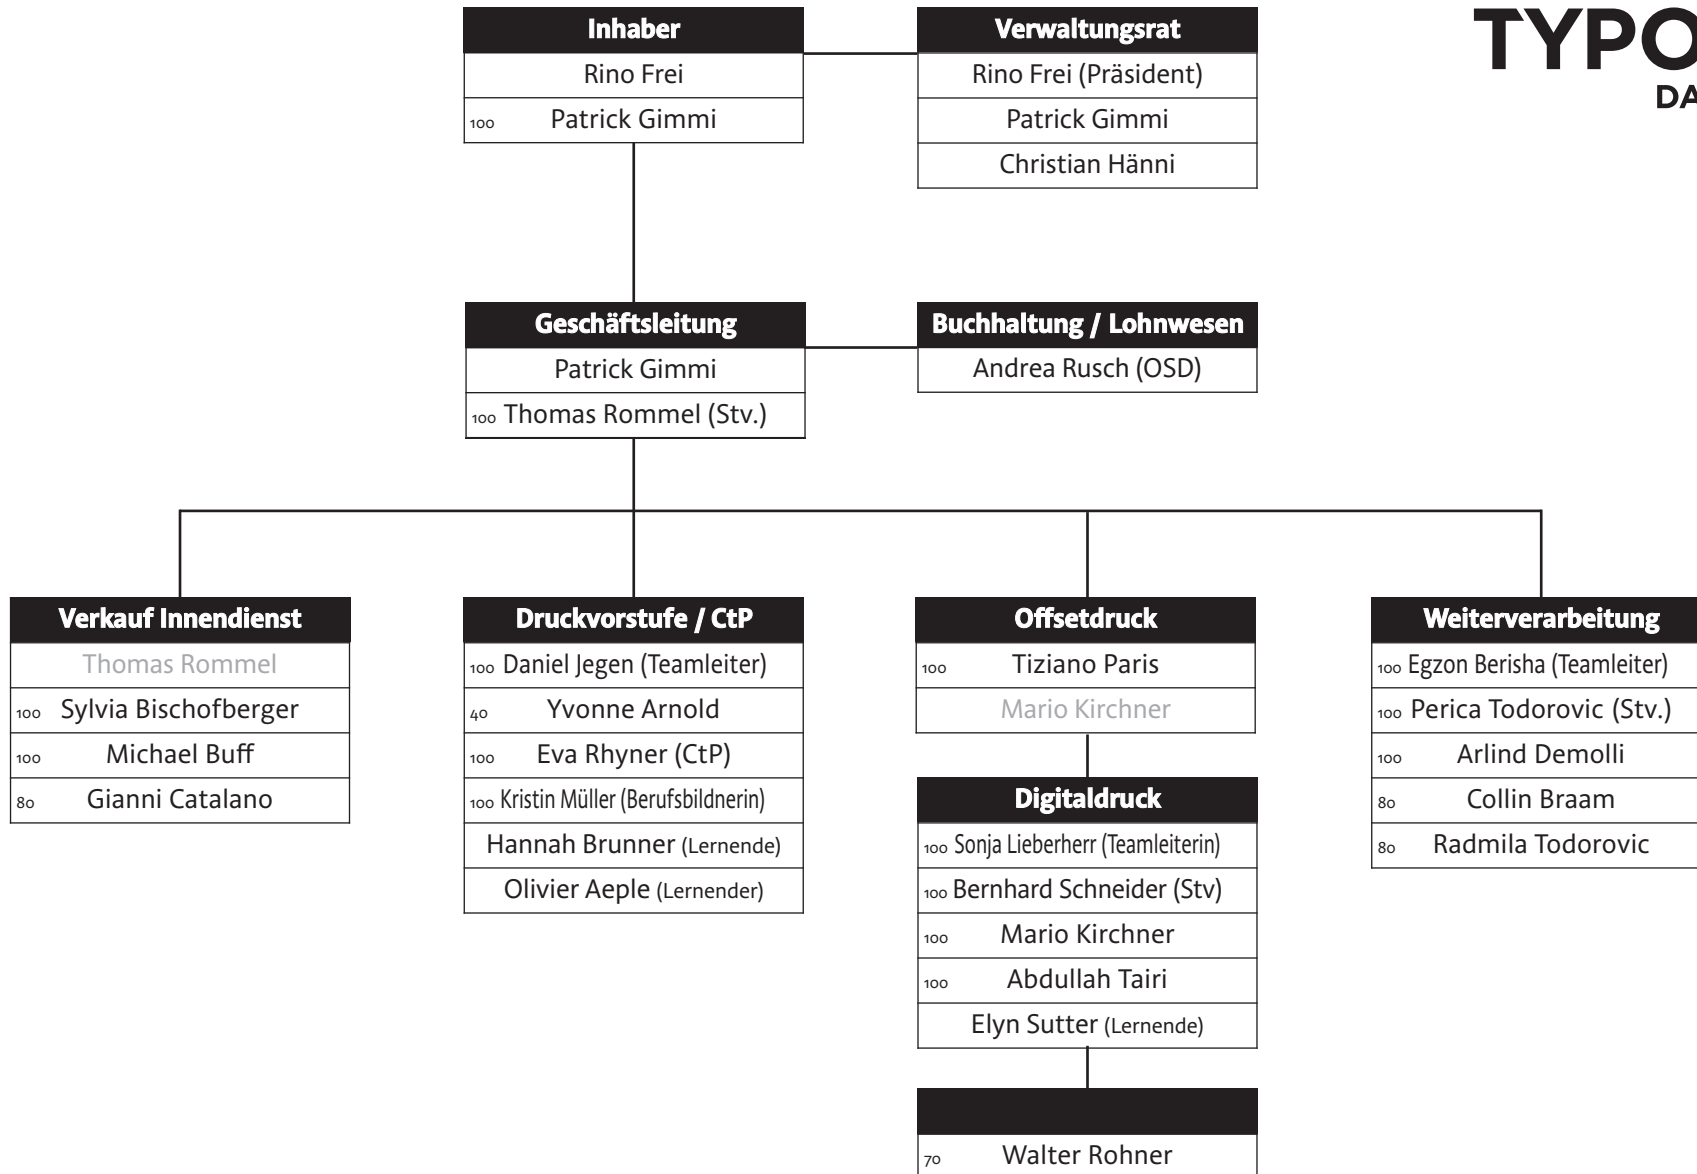 Inhaber
Rino Frei
100 Patrick Gimmi
Verwaltungsrat
Rino Frei (Präsident)
Patrick Gimmi
Christian Hänni
TYPO
DA
Geschäftsleitung
Patrick Gimmi
100 Thomas Rommel (Stv.)
Buchhaltung / Lohnwesen
Andrea Rusch (OSD)
Verkauf Innendienst
Thomas Rommel
100 Sylvia Bischofberger
100 Michael Buff
80 Gianni Catalano
Druckvorstufe / CtP
100 Daniel Jegen (Teamleiter)
40 Yvonne Arnold
100 Eva Rhyner (CtP)
100 Kristin Müller (Berufsbildnerin)
Hannah Brunner (Lernende)
Olivier Aeple (Lernender)
Offsetdruck
100 Tiziano Paris
Mario Kirchner
Digitaldruck
100 Sonja Lieberherr (Teamleiterin)
100 Bernhard Schneider (Stv)
100 Mario Kirchner
100 Abdullah Tairi
Elyn Sutter (Lernende)
70 Walter Rohner
Weiterverarbeitung
100 Egzon Berisha (Teamleiter)
100 Perica Todorovic (Stv.)
100 Arlind Demolli
80 Collin Braam
80 Radmila Todorovic